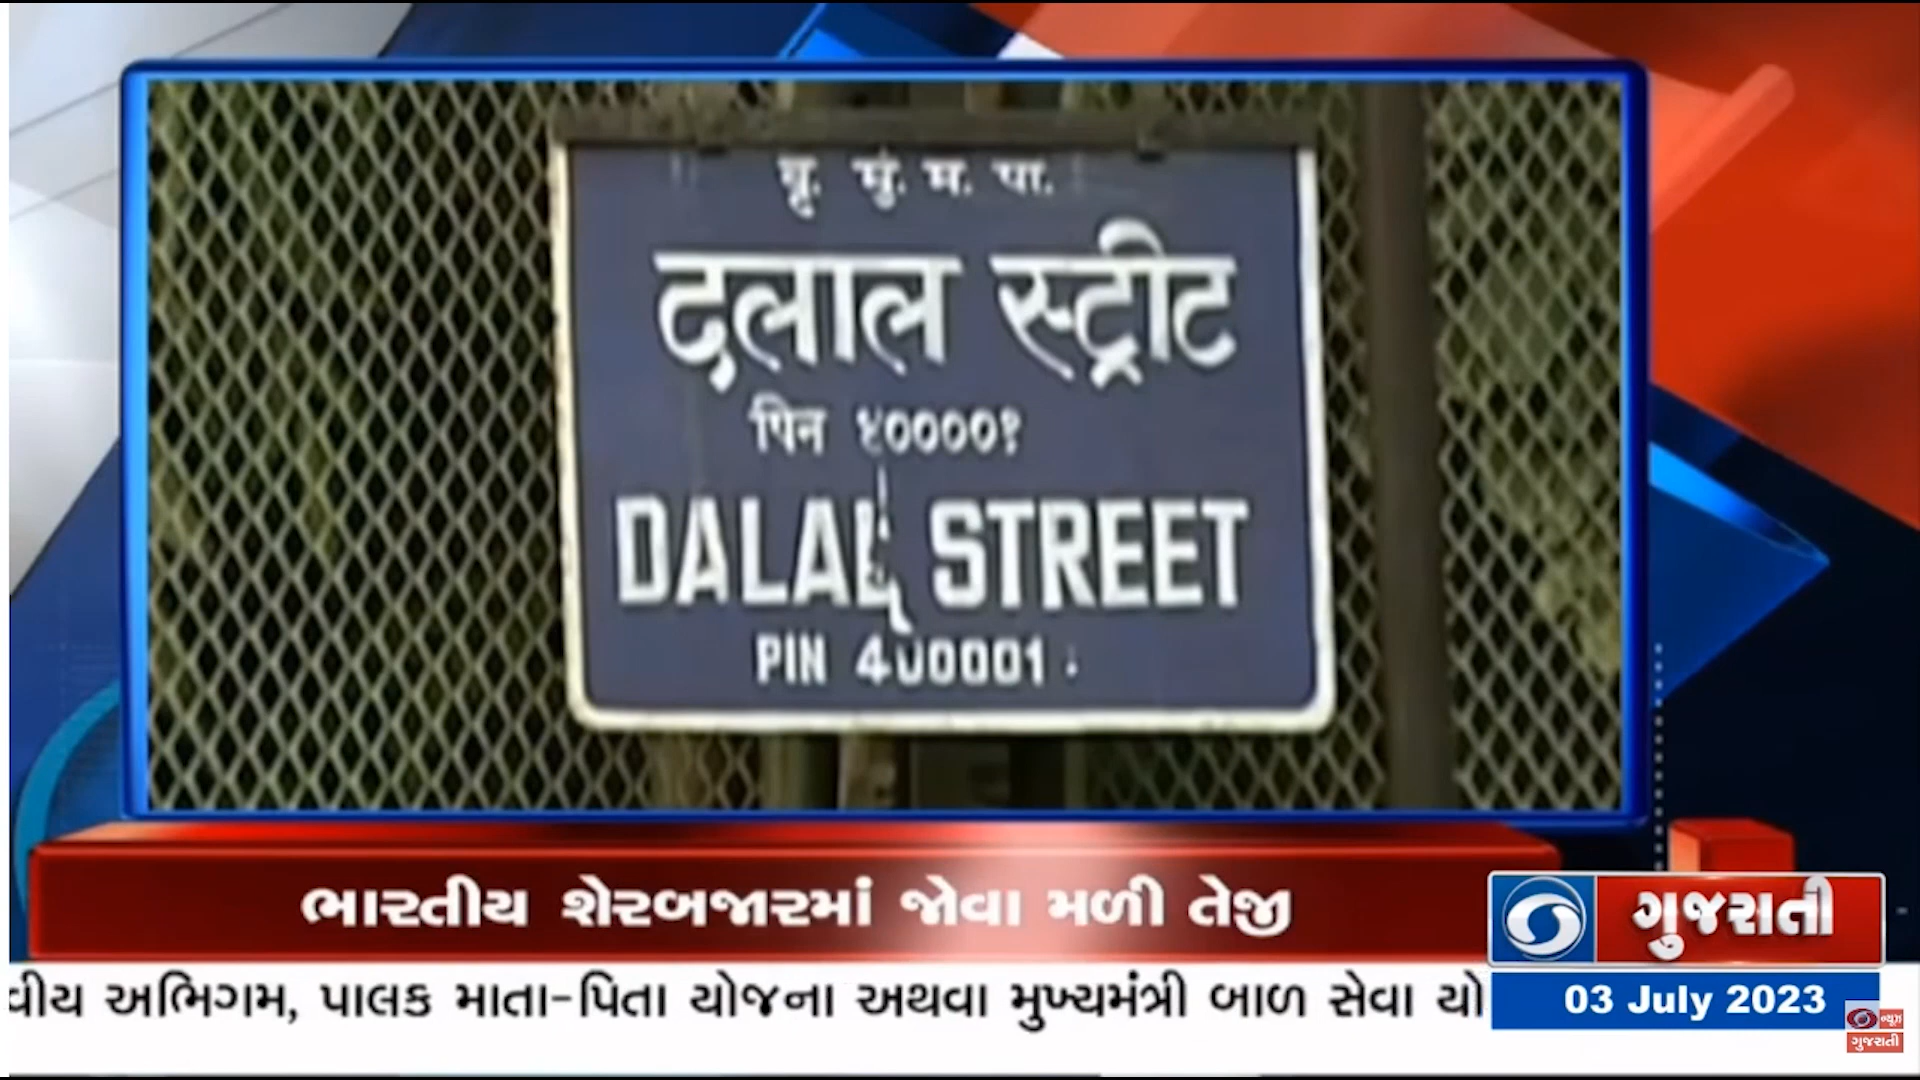 बृ. मुं. म. पा.
दलाल स्ट्रीट
पिन ४००००१
DALAL STREET
PIN 400001
ભારતીય શેરબજારમાં જોવા મળી તેજી
ગુજરાતી
વીય અભિગમ, પાલક માતા-પિતા યોજના અથવા મુખ્યમંત્રી બાળ સેવા યો
03 July 2023
ન્યૂઝ
ગુજરાતી